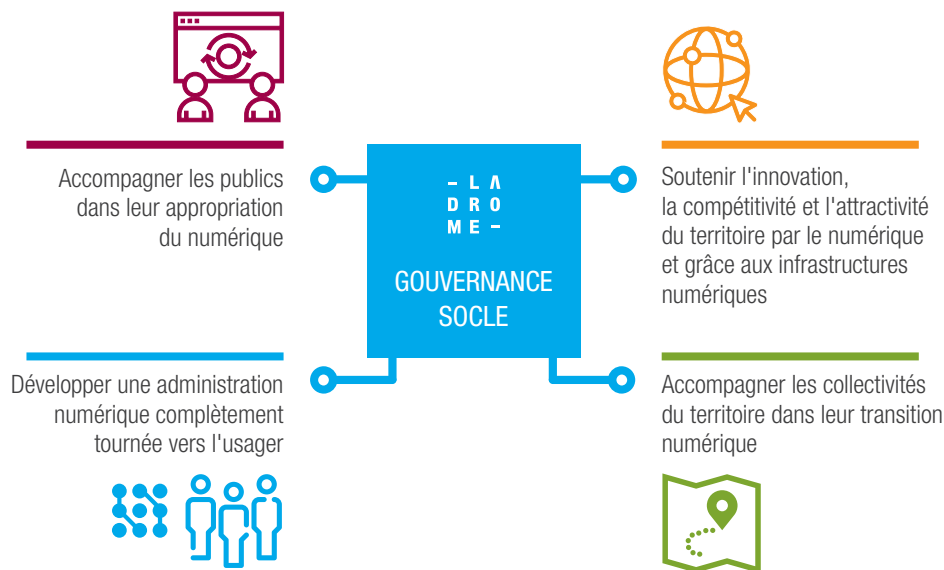 Accompagner les publics
dans leur appropriation
du numérique
Soutenir l'innovation,
la compétitivité et l'attractivité
du territoire par le numérique
et grâce aux infrastructures
numériques
– L Λ
D R O
M E –
GOUVERNANCE
SOCLE
Développer une administration
numérique complètement
tournée vers l'usager
Accompagner les collectivités
du territoire dans leur transition
numérique